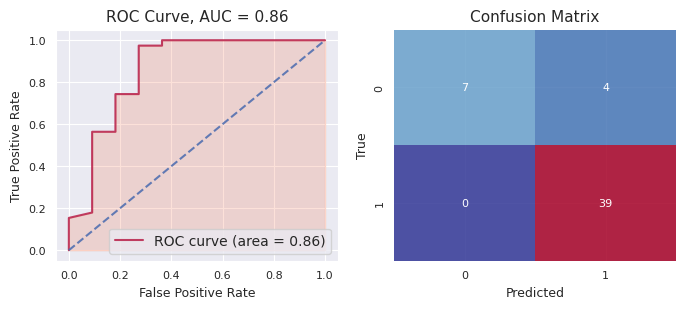 ROC Curve, AUC = 0.86
True Positive Rate
1.0
0.8
0.6
0.4
0.2
0.0
ROC curve (area = 0.86)
0.0 0.2 0.4 0.6 0.8 1.0
False Positive Rate
Confusion Matrix
True
0
1
7 4
0 39
0 1
Predicted